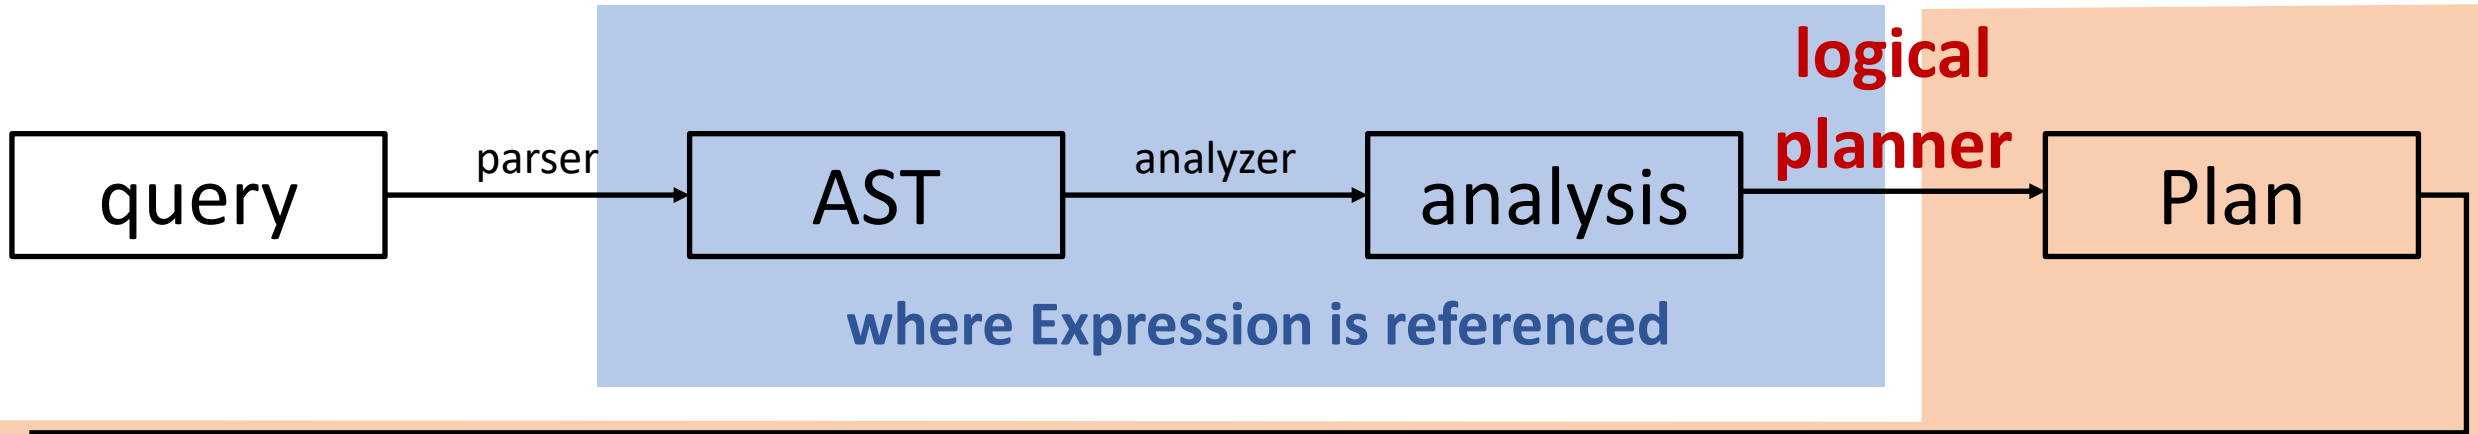 logical
planner
query
parser
AST
analyzer
analysis
Plan
where Expression is referenced